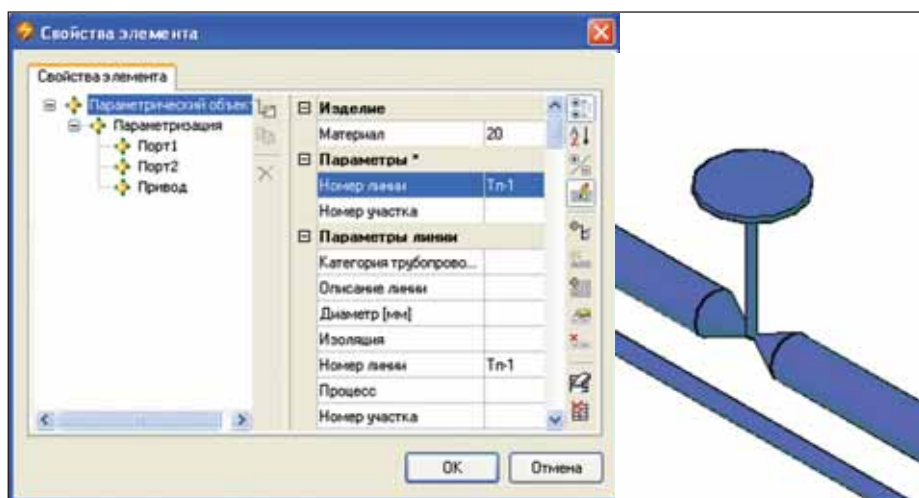 Свойства элемента
Свойства элемента
Параметрический объект
Параметризация
Порт1
Порт2
Привод
Изделие
Материал 20
Параметры *
Номер линии Тп-1
Номер участка
Параметры линии
Категория трубопрово...
Описание линии
Диаметр [мм]
Изоляция
Номер линии Тп-1
Процесс
Номер участка
OK Отмена